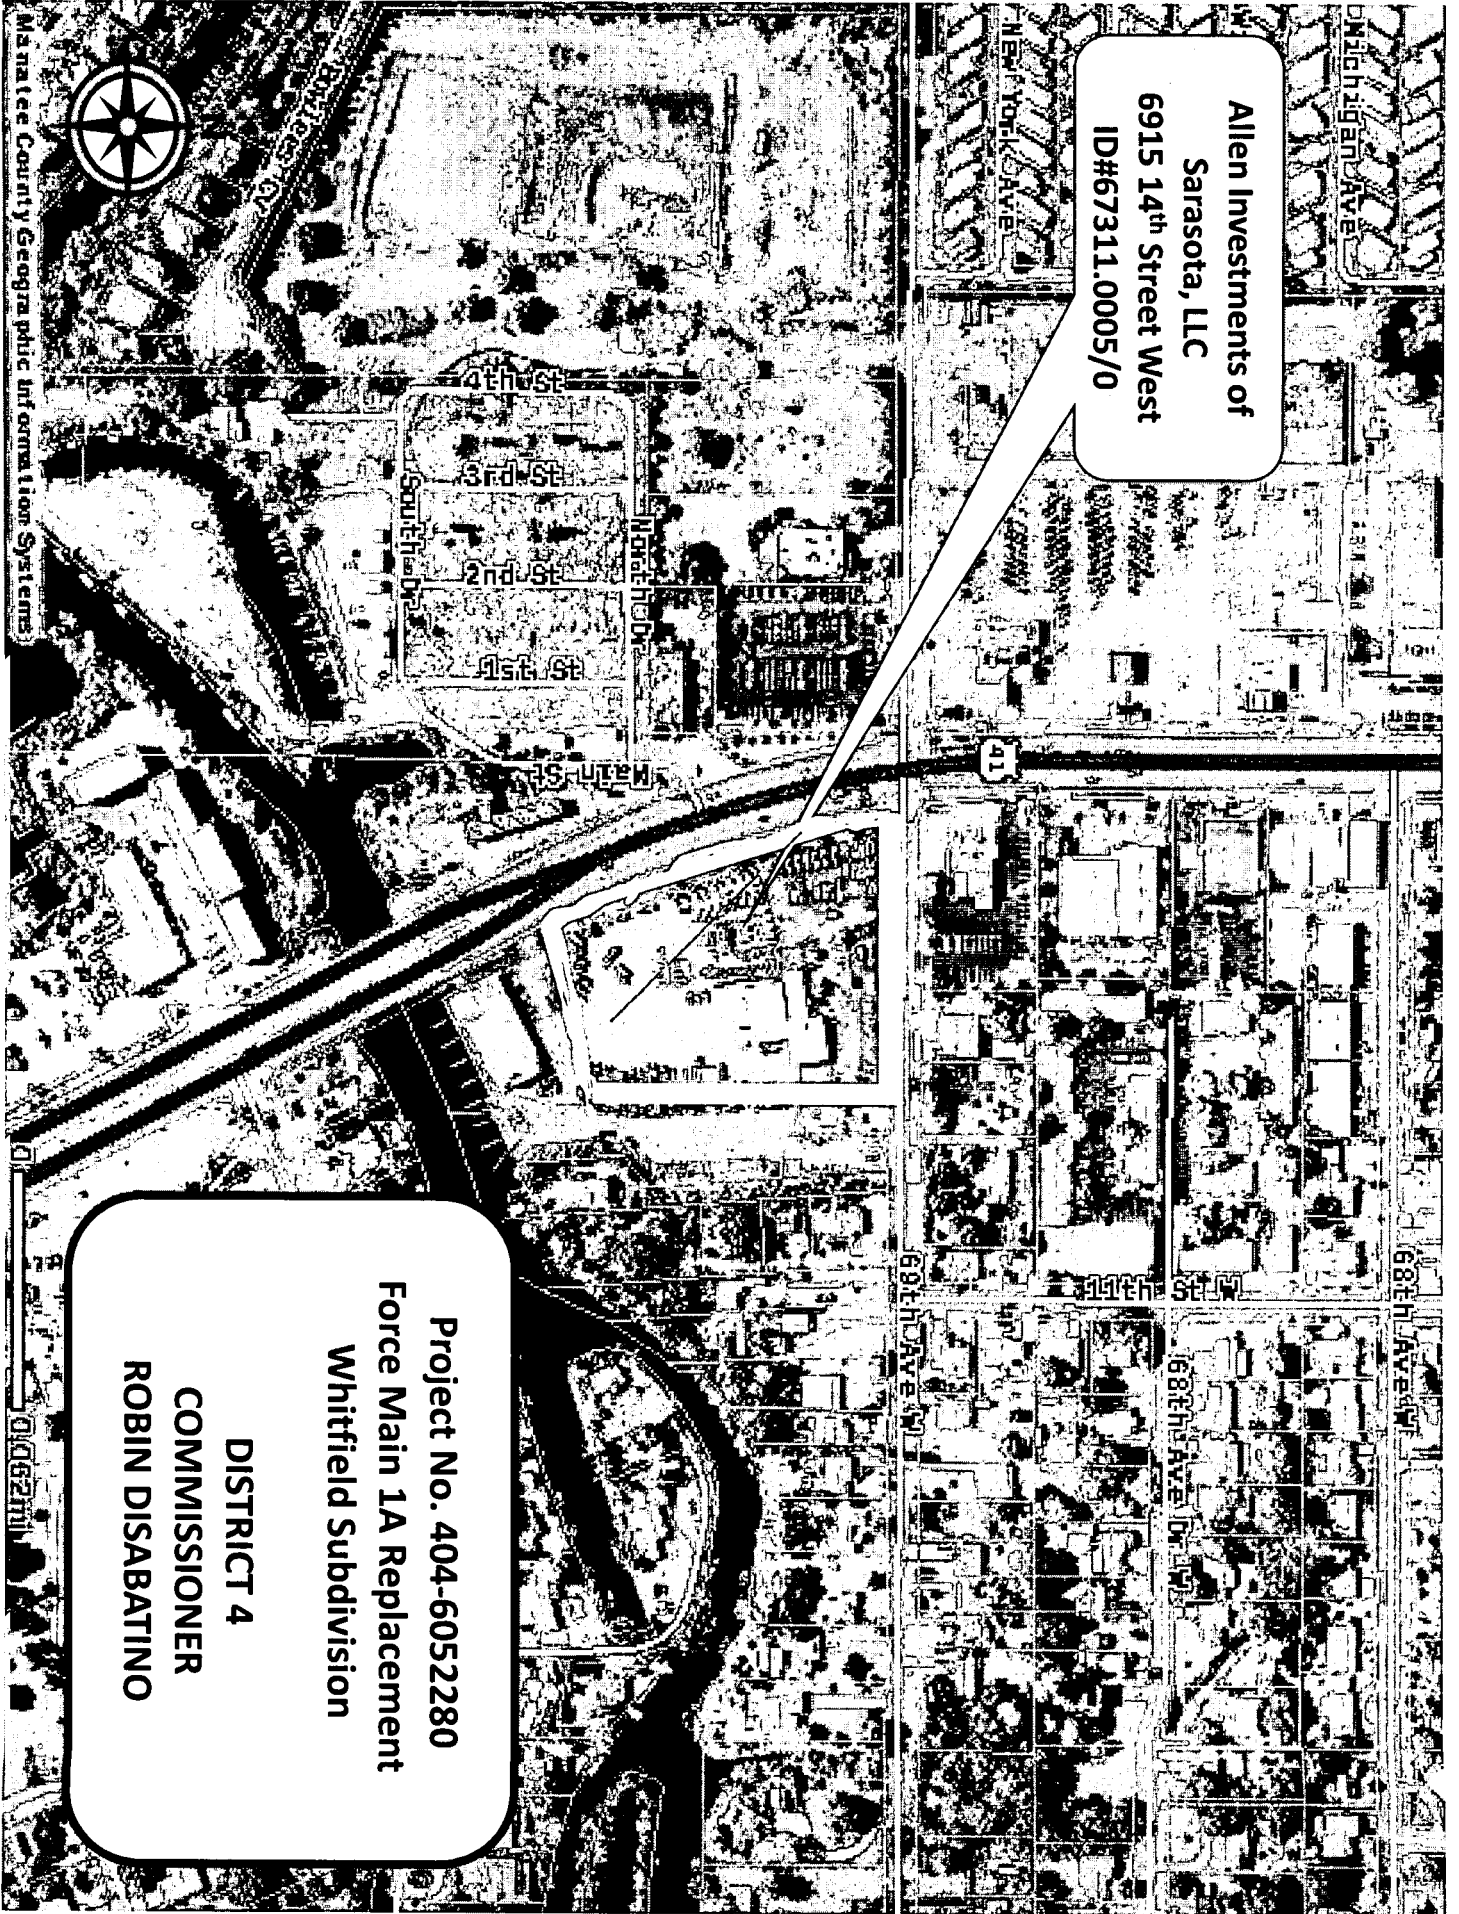 Allen Investments of
Sarasota, LLC
6915 14th Street West
ID#67311.0005/0
Michigan Ave
New York Ave
41
68th Ave W
68th Ave Dr W
11th St W
69th Ave W
4th St
3rd St
2nd St
1st St
North Dr
South Dr
Main St
Project No. 404-6052280
Force Main 1A Replacement
Whitfield Subdivision
DISTRICT 4
COMMISSIONER
ROBIN DISABATINO
Manatee County Geographic Information Systems
0
0.062mi